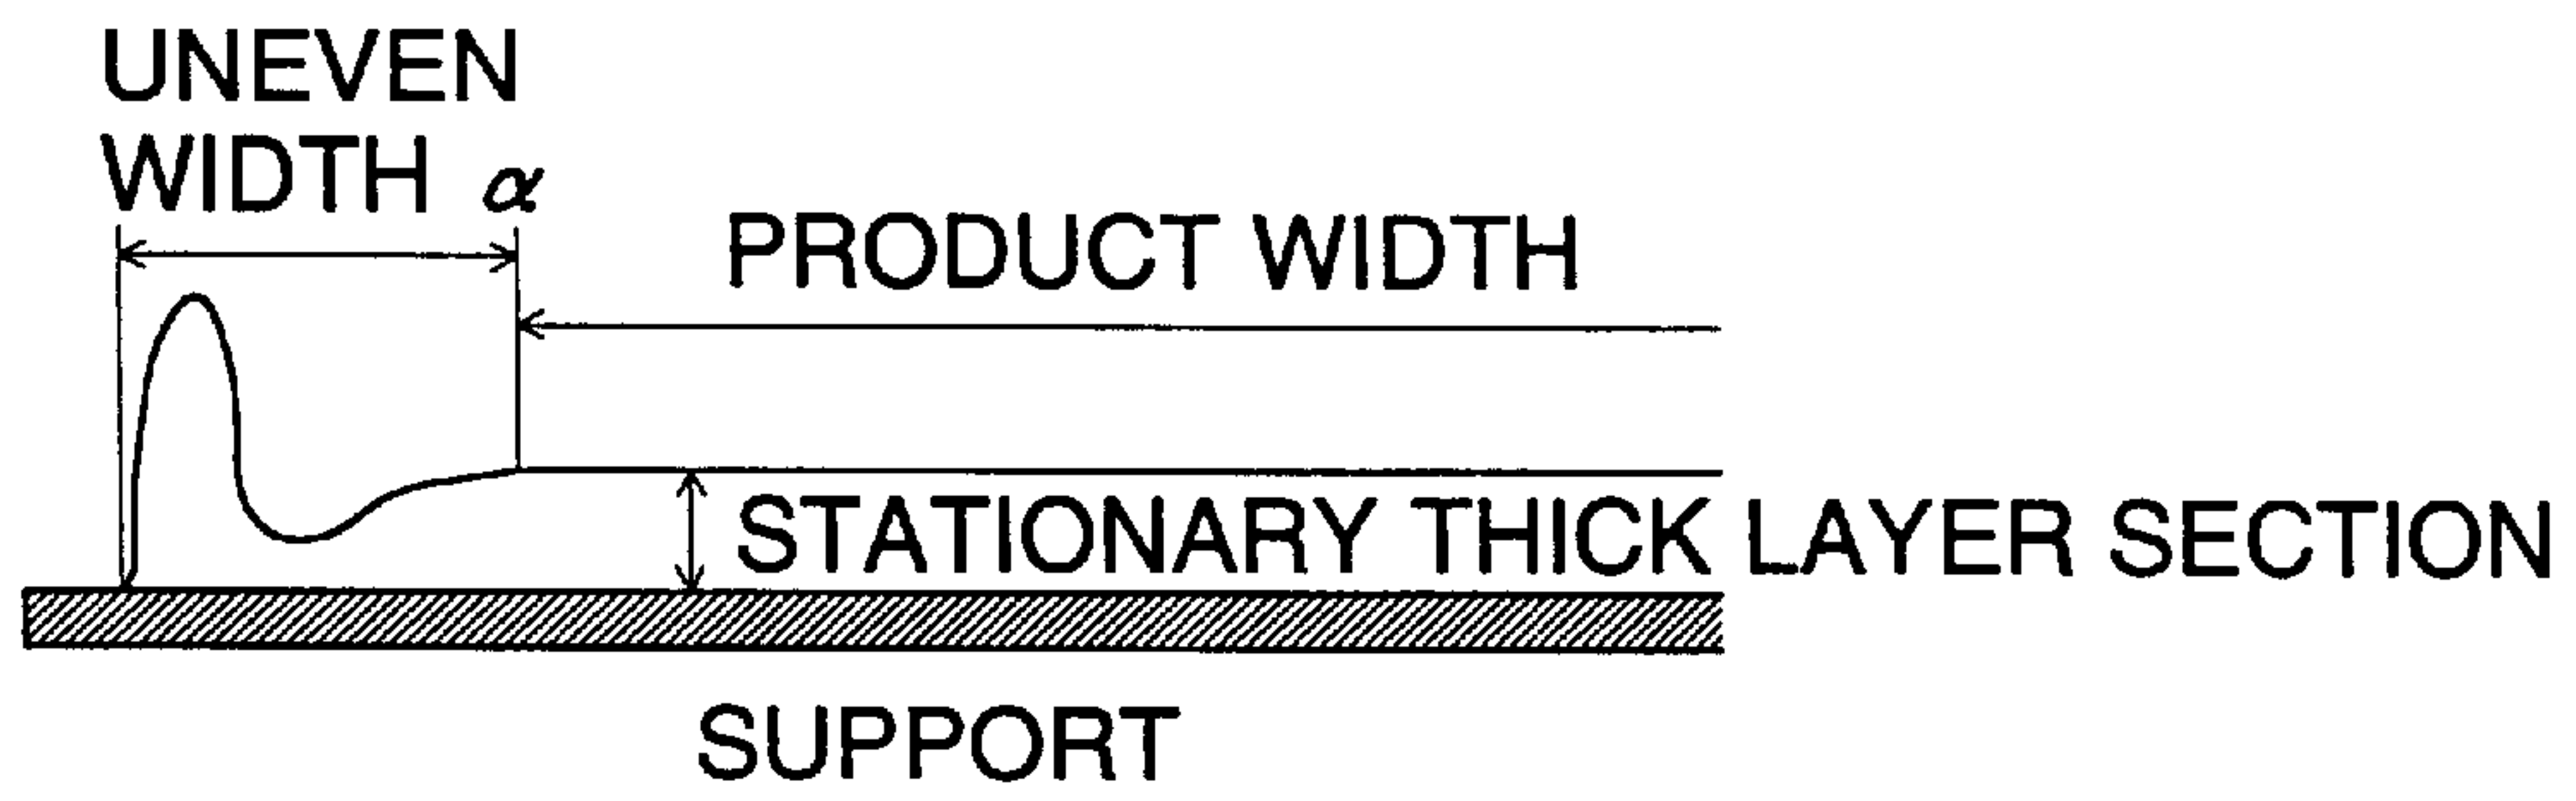 UNEVEN
WIDTH α
PRODUCT WIDTH
STATIONARY THICK LAYER SECTION
SUPPORT